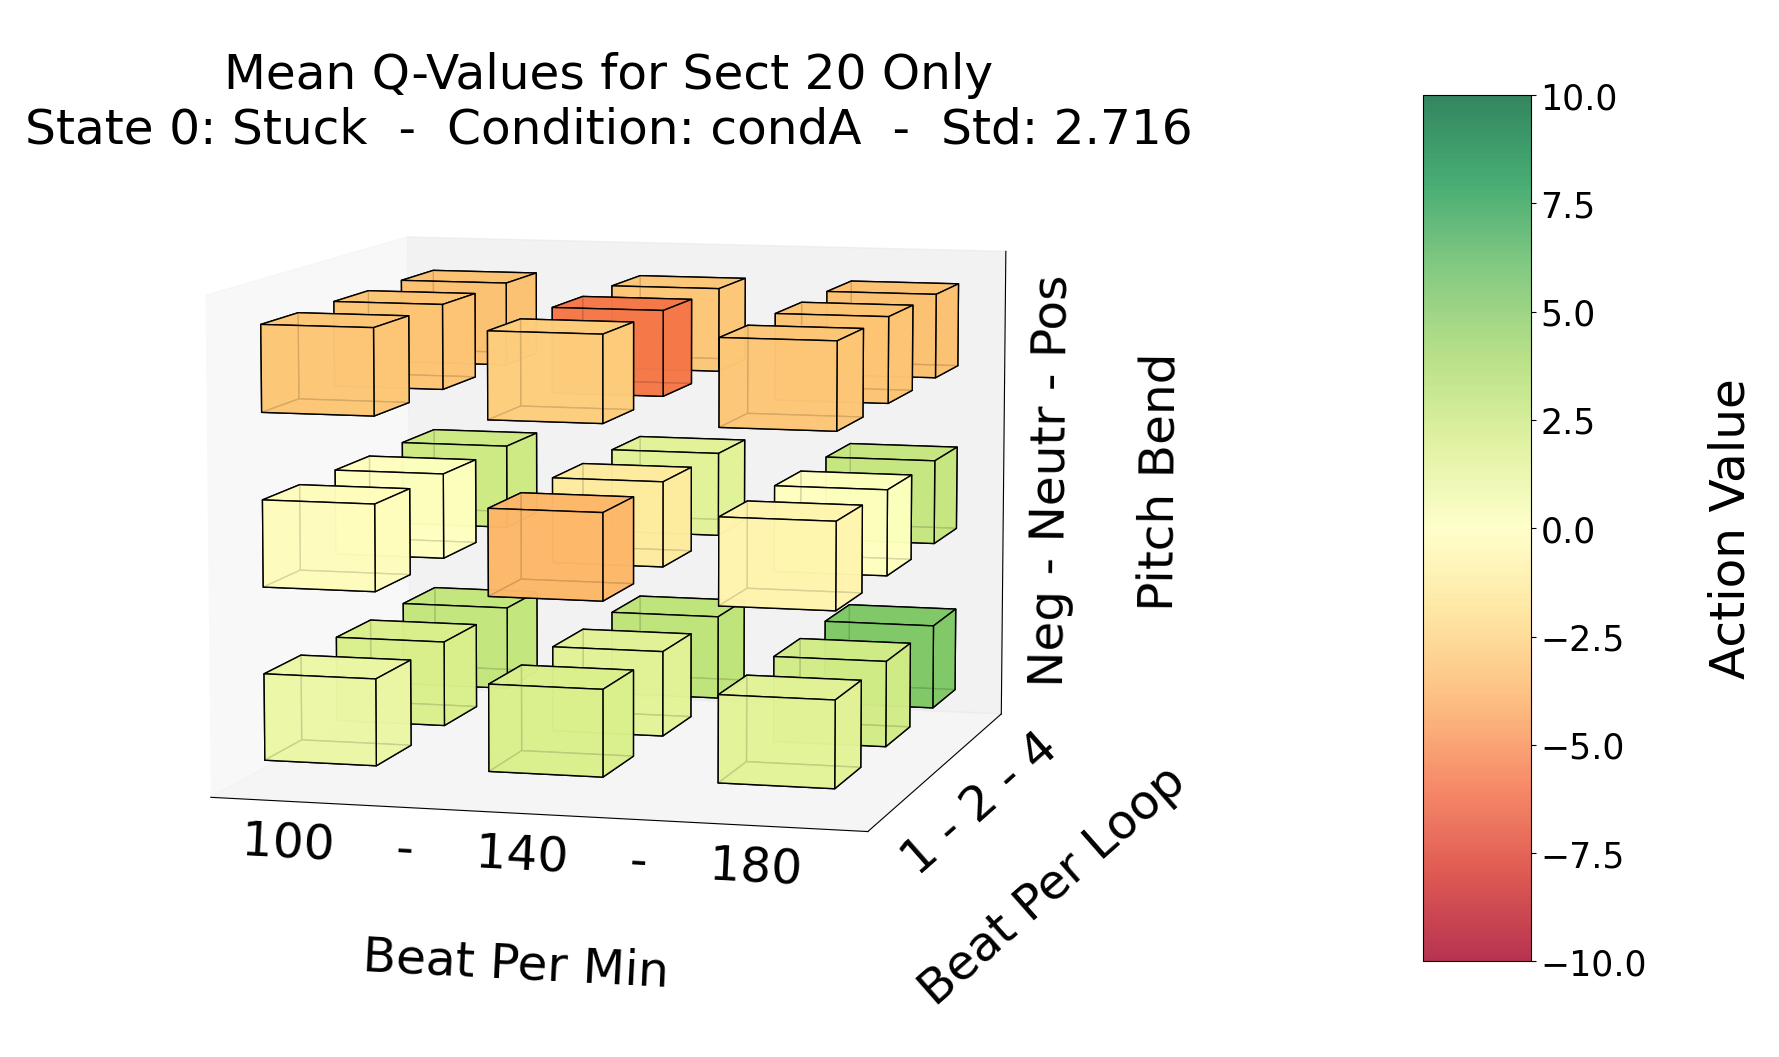 Mean Q-Values for Sect 20 Only
State 0: Stuck - Condition: condA - Std: 2.716
10.0
7.5
5.0
2.5
0.0
−2.5
−5.0
−7.5
−10.0
Action Value
Neg - Neutr - Pos
Pitch Bend
1 - 2 - 4
Beat Per Loop
100 - 140 - 180
Beat Per Min